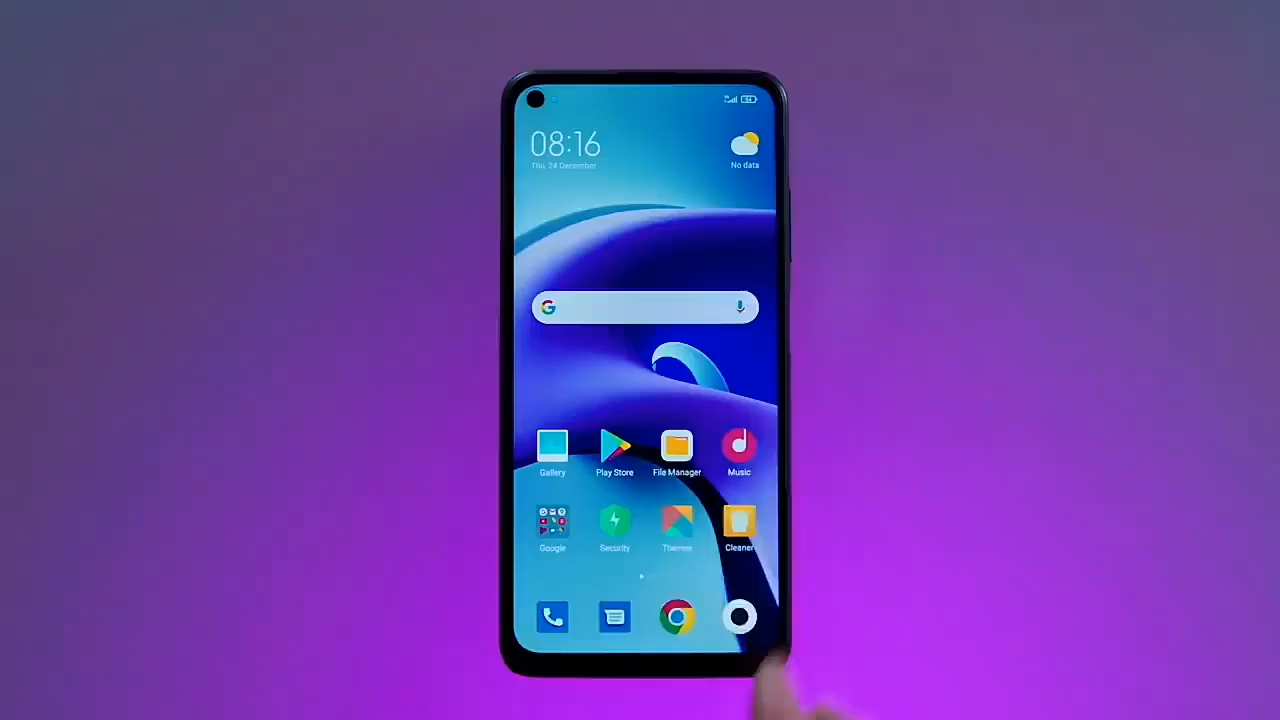 08:16
Thu, 24 December
No data
Gallery
Play Store
File Manager
Music
Google
Security
Themes
Cleaner